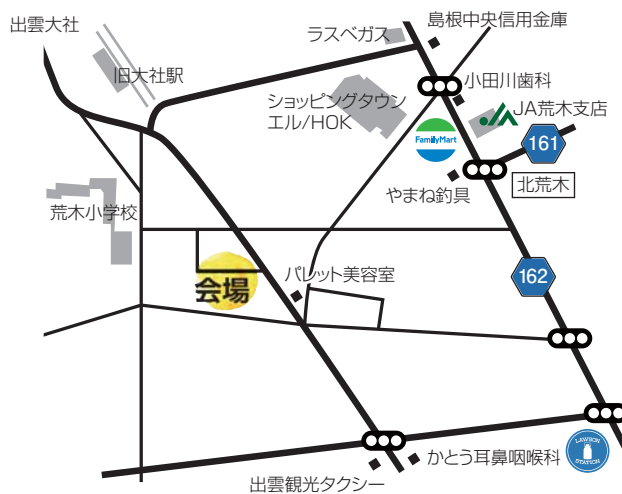 出雲大社
旧大社駅
ラスベガス
島根中央信用金庫
小田川歯科
ショッピングタウン
エル/HOK
JA荒木支店
FamilyMart
161
やまね釣具
北荒木
荒木小学校
会場
パレット美容室
162
かとう耳鼻咽喉科
LAWSON
STATION
出雲観光タクシー